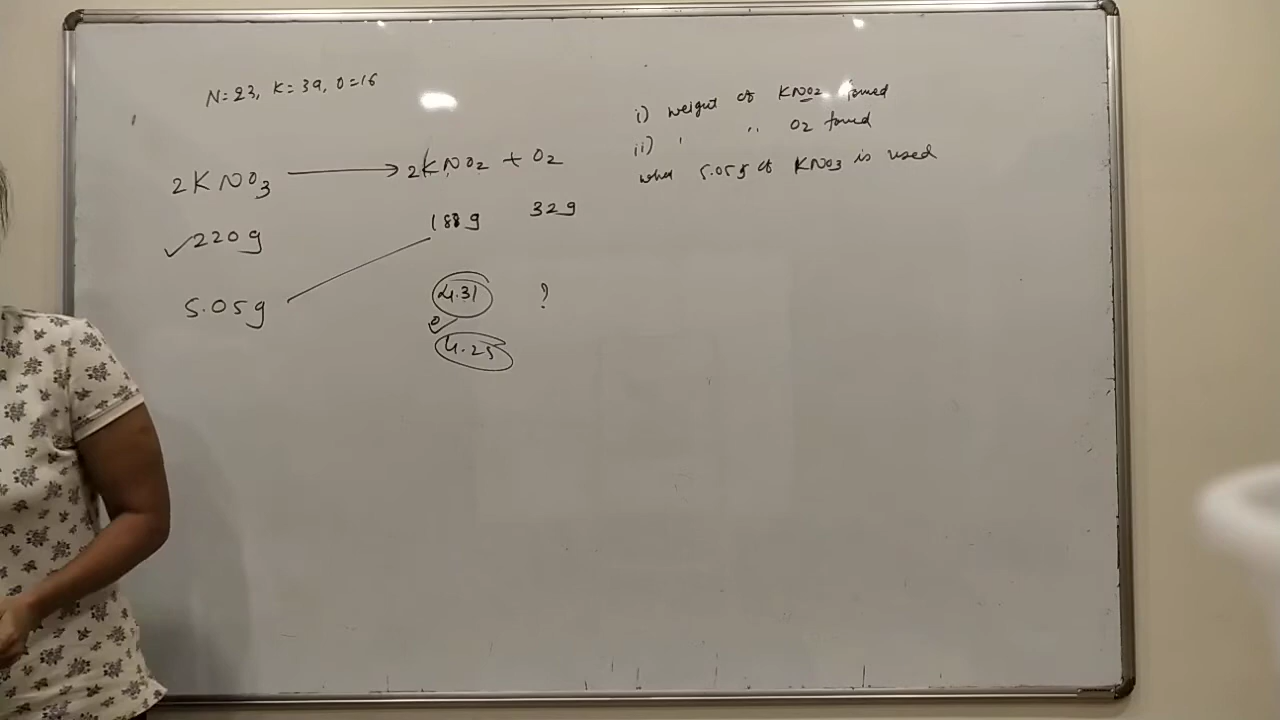 N=23, K=39, O=16
2KNO3 → 2KNO2 + O2
✓220g 188g 32g
5.05g 4.31 ?
4.25
i) weight of KNO2 formed
ii) " " O2 formed
when 5.05g of KNO3 is used